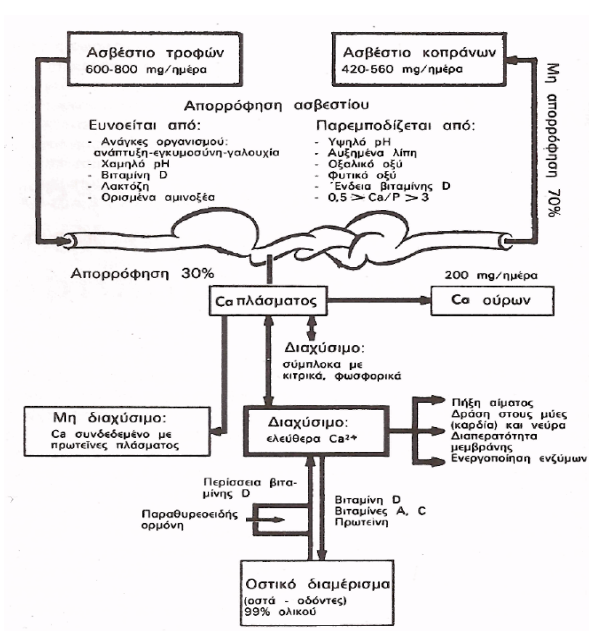 Ασβέστιο τροφών
600-800 mg/ημέρα
Ασβέστιο κοπράνων
420-560 mg/ημέρα
Μη απορρόφηση 70%
Απορρόφηση ασβεστίου
Ευνοείται από:
- Ανάγκες οργανισμού:
ανάπτυξη-εγκυμοσύνη-γαλουχία
- Χαμηλό pH
- Βιταμίνη D
- Λακτόζη
- Ορισμένα αμινοξέα
Παρεμποδίζεται από:
- Υψηλό pH
- Αυξημένα λίπη
- Οξαλικό οξύ
- Φυτικό οξύ
- Ένδεια βιταμίνης D
- 0,5 > Ca/P > 3
Απορρόφηση 30%
200 mg/ημέρα
Ca πλάσματος
Ca ούρων
Διαχύσιμο:
σύμπλοκα με
κιτρικά, φωσφορικά
Μη διαχύσιμο:
Ca συνδεδεμένο με
πρωτεΐνες πλάσματος
Διαχύσιμο:
ελεύθερα Ca²⁺
Πήξη αίματος
Δράση στους μύες
(καρδία) και νεύρα
Διαπερατότητα
μεμβράνης
Ενεργοποίηση ενζύμων
Περίσσεια βιτα-
μίνης D
Παραθυρεοειδής
ορμόνη
Βιταμίνη D
Βιταμίνες A, C
Πρωτεινη
Οστικό διαμέρισμα
(οστά - οδόντες)
99% ολικού